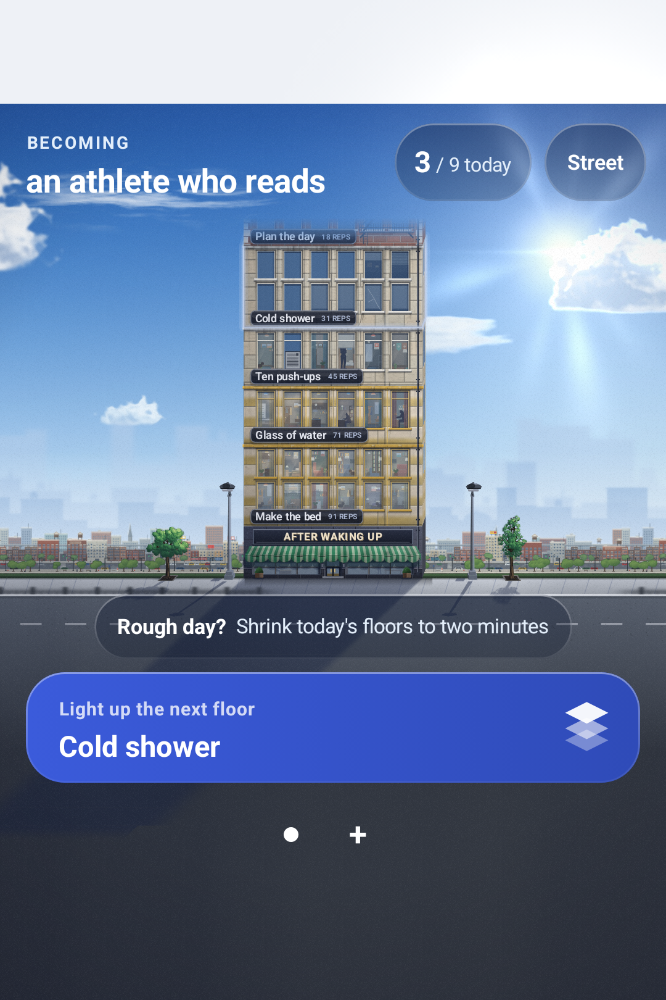 BECOMING
an athlete who reads
3 / 9 today
Street
Plan the day 18 REPS
Cold shower 31 REPS
Ten push-ups 45 REPS
Glass of water 71 REPS
Make the bed 91 REPS
AFTER WAKING UP
Rough day? Shrink today's floors to two minutes
Light up the next floor
Cold shower